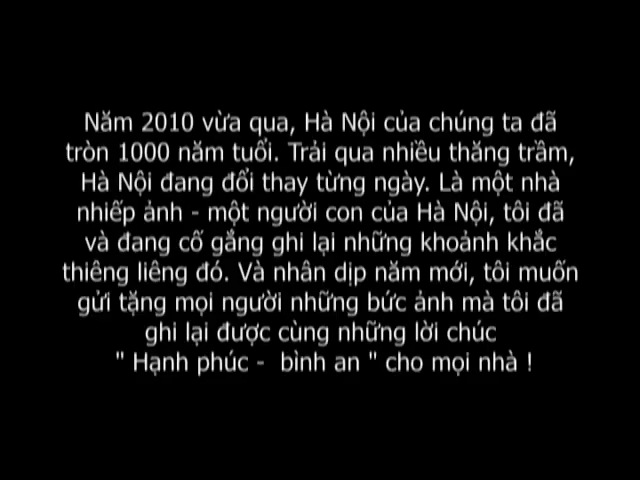 Năm 2010 vừa qua, Hà Nội của chúng ta đã
tròn 1000 năm tuổi. Trải qua nhiều thăng trầm,
Hà Nội đang đổi thay từng ngày. Là một nhà
nhiếp ảnh - một người con của Hà Nội, tôi đã
và đang cố gắng ghi lại những khoảnh khắc
thiêng liêng đó. Và nhân dịp năm mới, tôi muốn
gửi tặng mọi người những bức ảnh mà tôi đã
ghi lại được cùng những lời chúc
" Hạnh phúc -  bình an " cho mọi nhà !